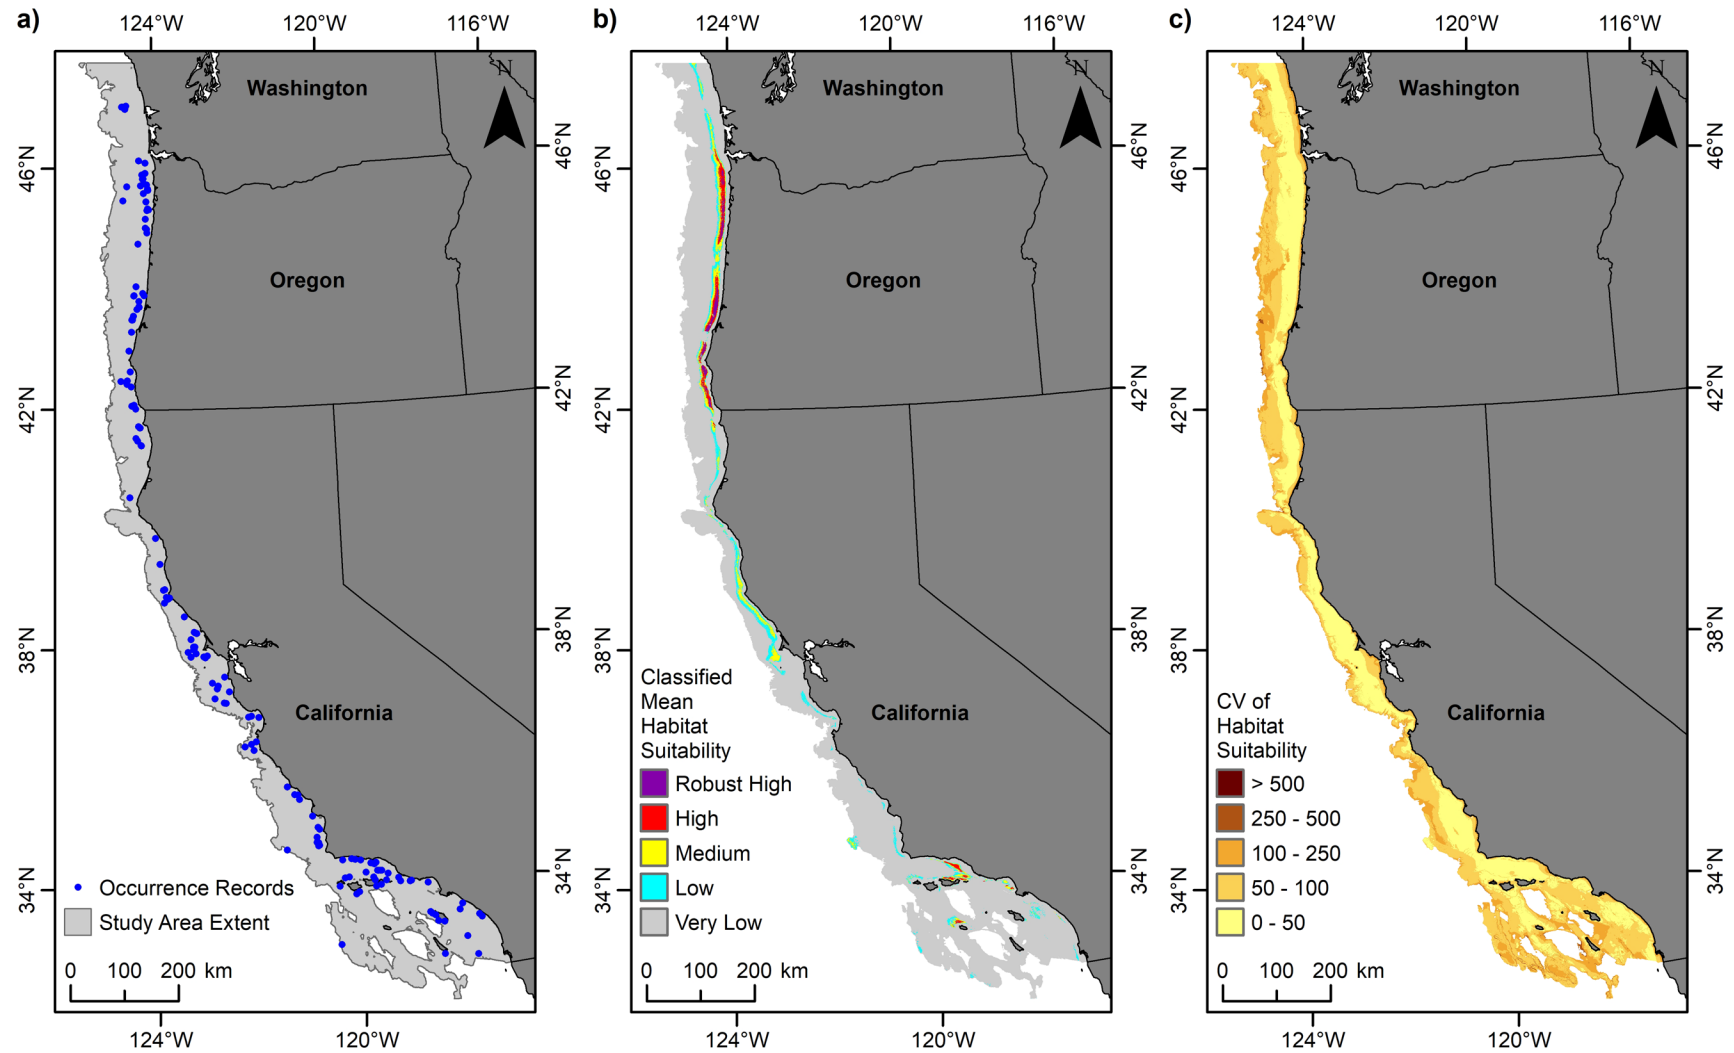 a)
124°W
120°W
116°W
N
Washington
46°N
46°N
Oregon
42°N
42°N
38°N
38°N
California
34°N
34°N
Occurrence Records
Study Area Extent
0 100 200 km
124°W
120°W
b)
124°W
120°W
116°W
N
Washington
46°N
46°N
Oregon
42°N
42°N
38°N
38°N
Classified
Mean
Habitat
Suitability
California
Robust High
High
Medium
Low
Very Low
34°N
34°N
0 100 200 km
124°W
120°W
c)
124°W
120°W
116°W
N
Washington
46°N
46°N
Oregon
42°N
42°N
38°N
38°N
CV of
Habitat
Suitability
California
> 500
250 - 500
100 - 250
50 - 100
0 - 50
34°N
34°N
0 100 200 km
124°W
120°W